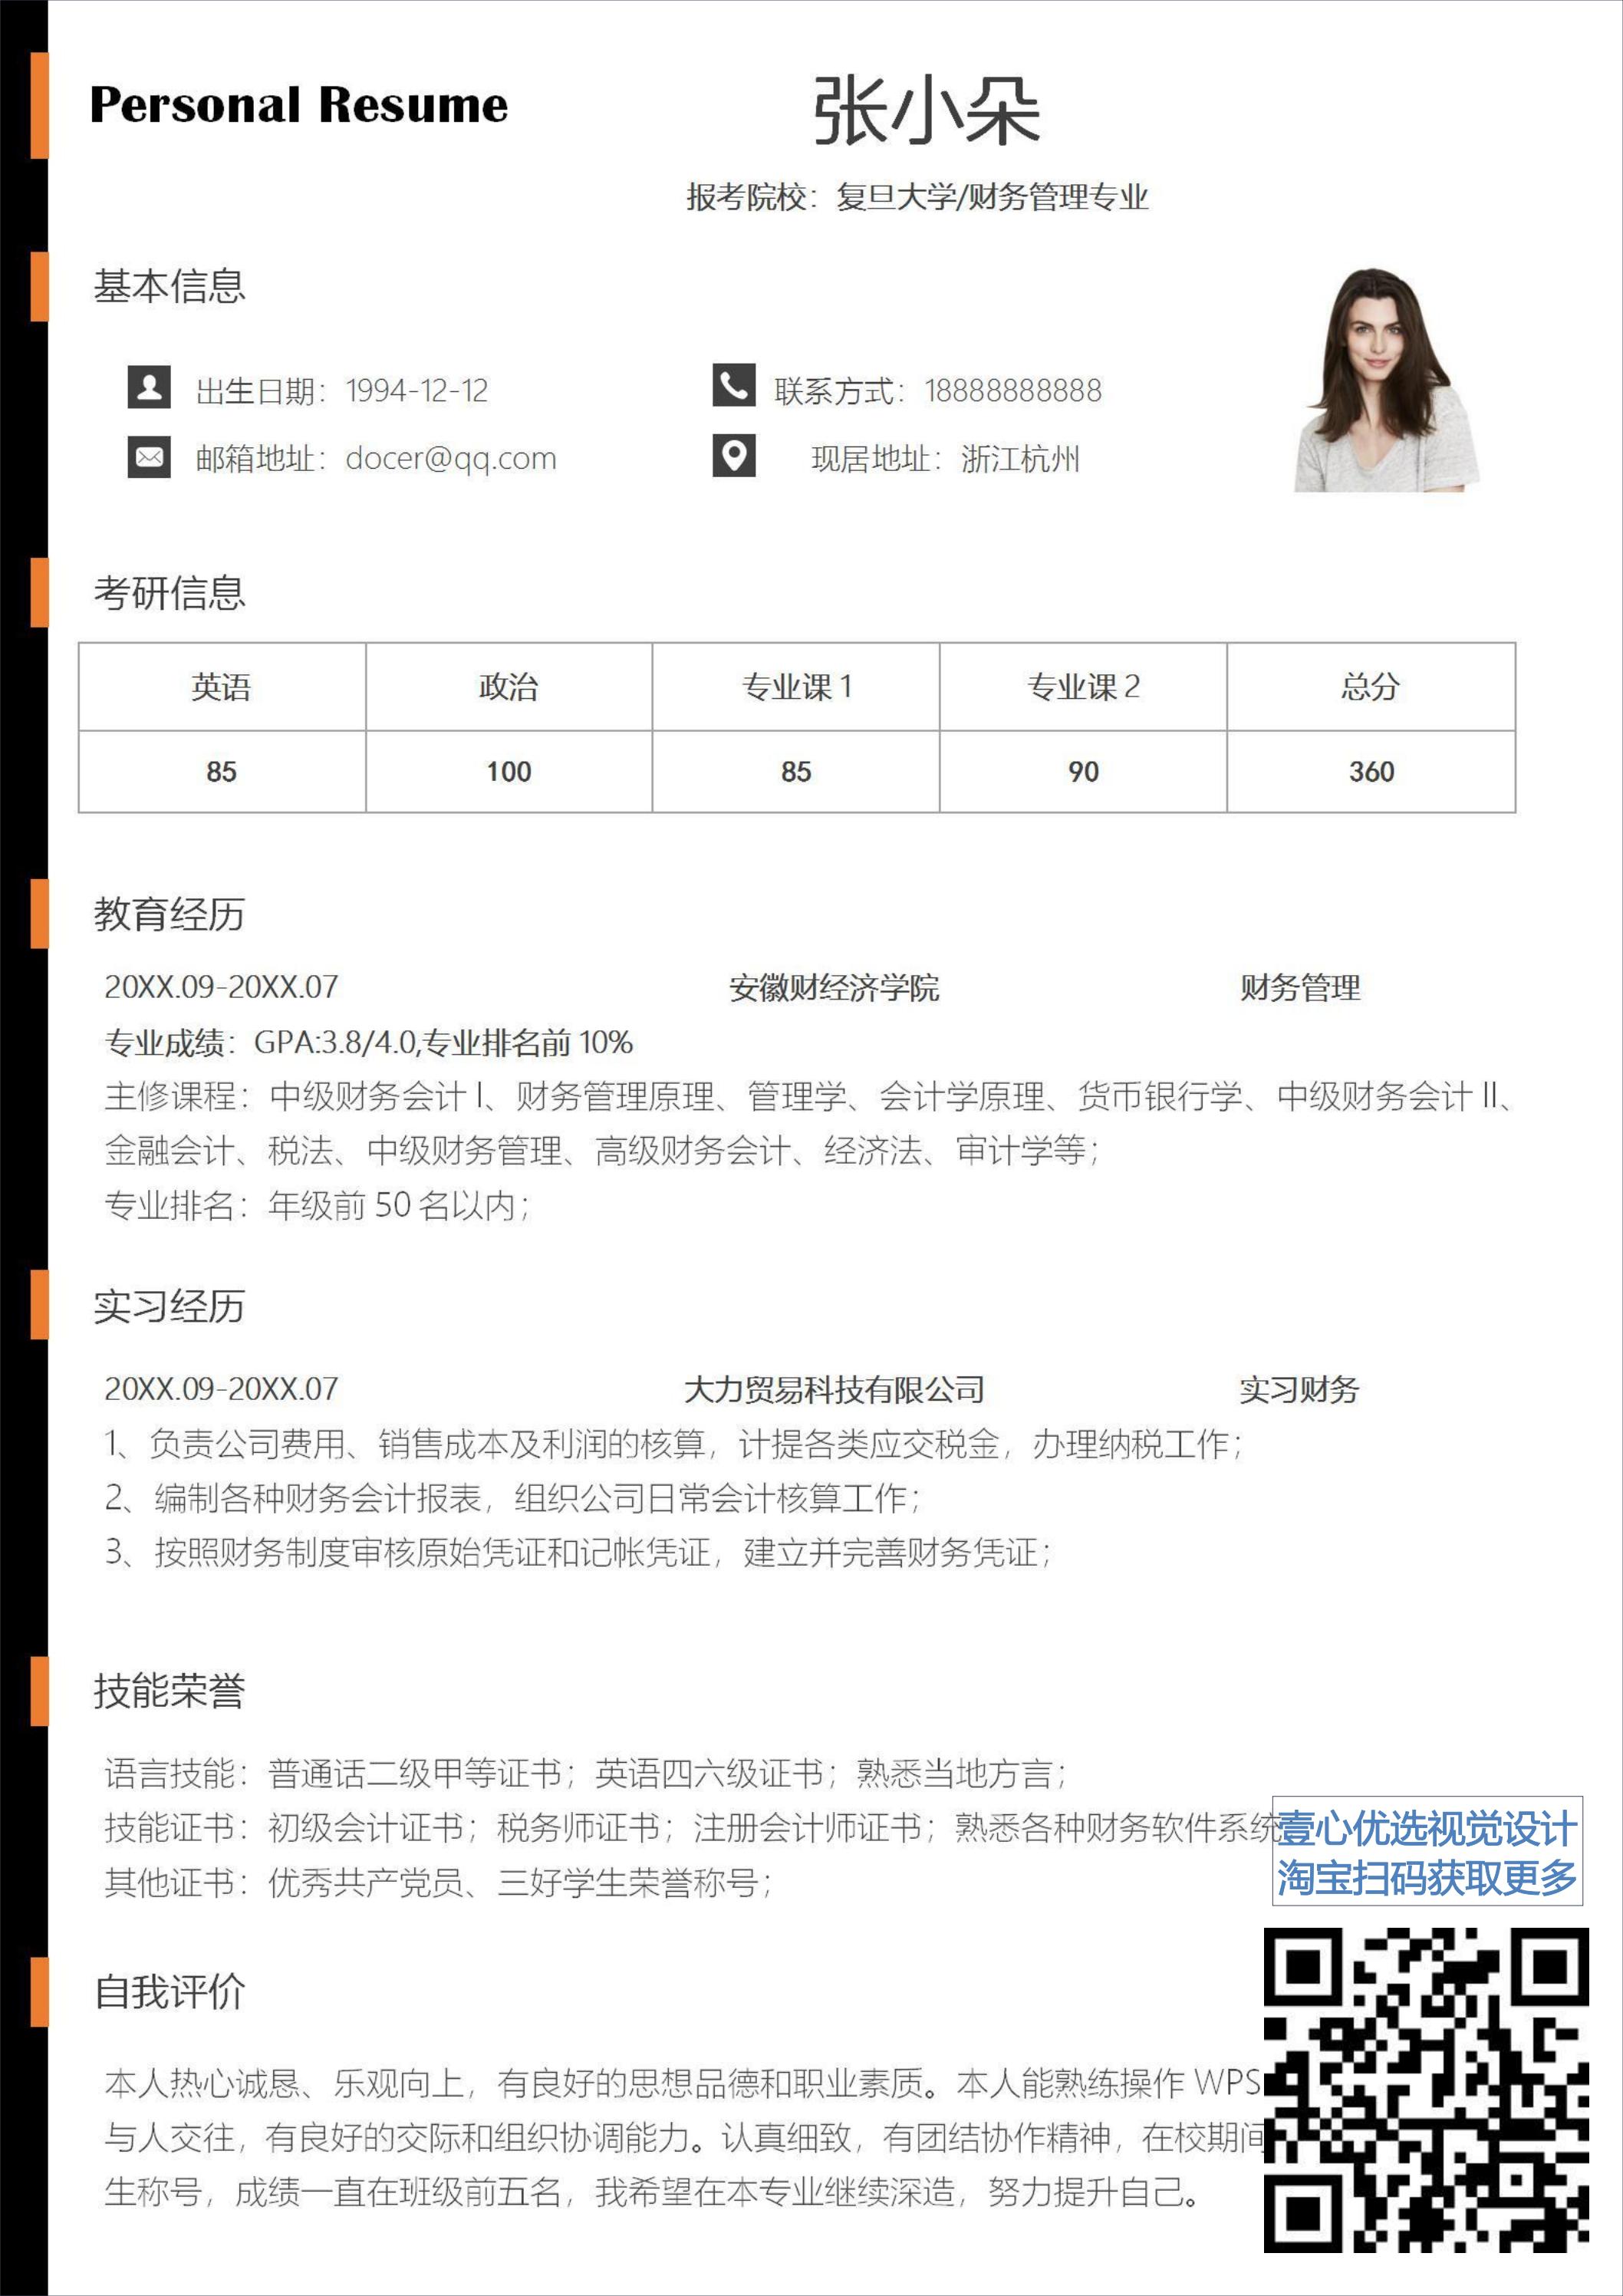 Personal Resume
张小朵
报考院校：复旦大学/财务管理专业
基本信息
出生日期：1994-12-12
联系方式：18888888888
邮箱地址：docer@qq.com
现居地址：浙江杭州
考研信息
英语 政治 专业课 1 专业课 2 总分
85 100 85 90 360
教育经历
20XX.09-20XX.07 安徽财经济学院 财务管理
专业成绩：GPA:3.8/4.0,专业排名前 10%
主修课程：中级财务会计 I、财务管理原理、管理学、会计学原理、货币银行学、中级财务会计 II、
金融会计、税法、中级财务管理、高级财务会计、经济法、审计学等；
专业排名：年级前 50 名以内；
实习经历
20XX.09-20XX.07 大力贸易科技有限公司 实习财务
1、负责公司费用、销售成本及利润的核算，计提各类应交税金，办理纳税工作；
2、编制各种财务会计报表，组织公司日常会计核算工作；
3、按照财务制度审核原始凭证和记帐凭证，建立并完善财务凭证；
技能荣誉
语言技能：普通话二级甲等证书；英语四六级证书；熟悉当地方言；
技能证书：初级会计证书；税务师证书；注册会计师证书；熟悉各种财务软件系统
其他证书：优秀共产党员、三好学生荣誉称号；
壹心优选视觉设计
淘宝扫码获取更多
自我评价
本人热心诚恳、乐观向上，有良好的思想品德和职业素质。本人能熟练操作 WPS
与人交往，有良好的交际和组织协调能力。认真细致，有团结协作精神，在校期间
生称号，成绩一直在班级前五名，我希望在本专业继续深造，努力提升自己。